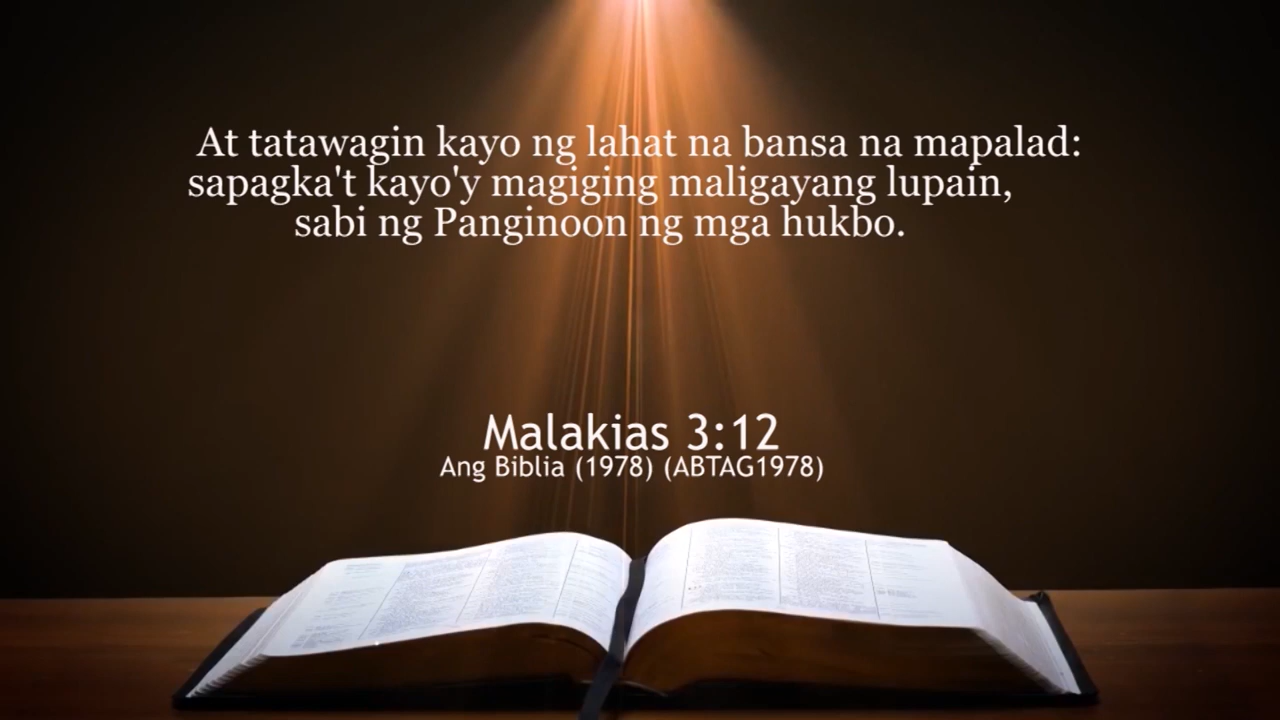 At tatawagin kayo ng lahat na bansa na mapalad:
sapagka't kayo'y magiging maligayang lupain,
sabi ng Panginoon ng mga hukbo.
Malakias 3:12
Ang Biblia (1978) (ABTAG1978)